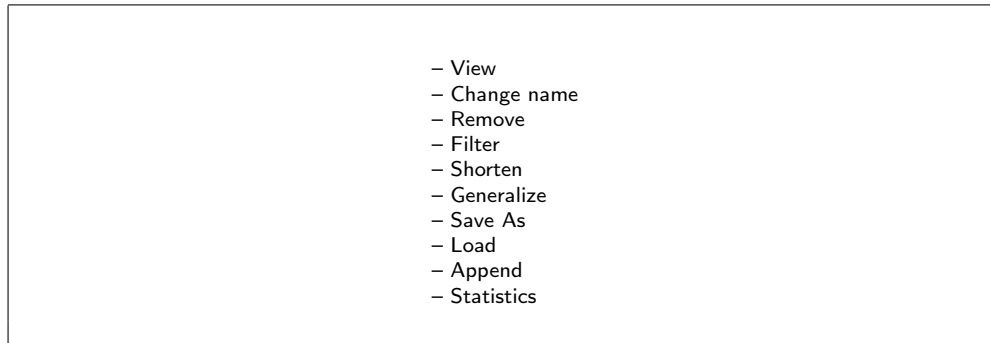 – View
– Change name
– Remove
– Filter
– Shorten
– Generalize
– Save As
– Load
– Append
– Statistics